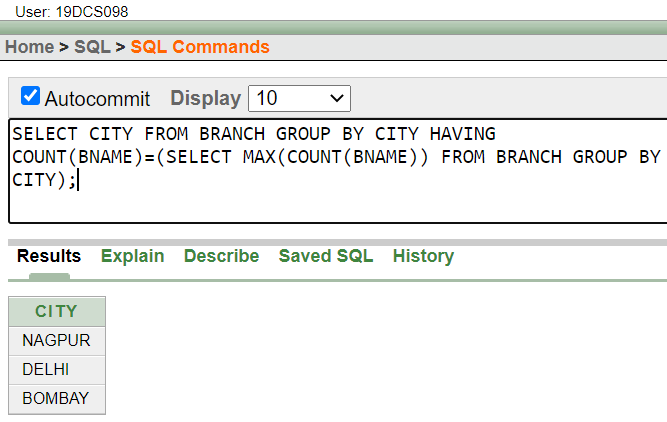 User: 19DCS098
Home > SQL > SQL Commands
Autocommit Display 10
SELECT CITY FROM BRANCH GROUP BY CITY HAVING
COUNT(BNAME)=(SELECT MAX(COUNT(BNAME)) FROM BRANCH GROUP BY
CITY);
Results Explain Describe Saved SQL History
CITY
NAGPUR
DELHI
BOMBAY